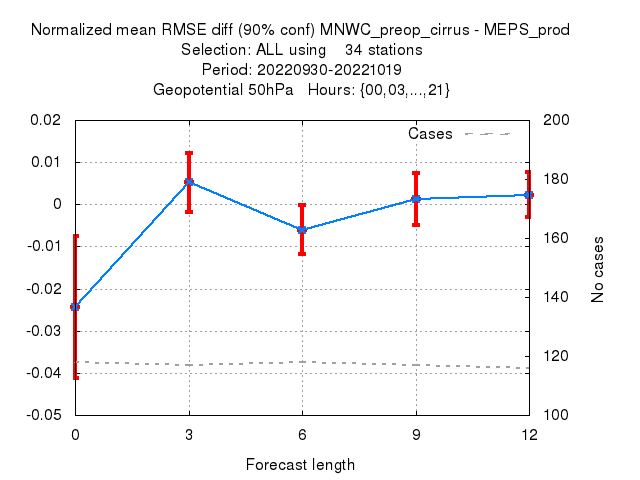 Normalized mean RMSE diff (90% conf) MNWC_preop_cirrus - MEPS_prod
Selection: ALL using    34 stations
Period: 20220930-20221019
Geopotential 50hPa   Hours: {00,03,...,21}
Cases
0.02
0.01
0
-0.01
-0.02
-0.03
-0.04
-0.05
200
180
160
140
120
100
No cases
0 3 6 9 12
Forecast length